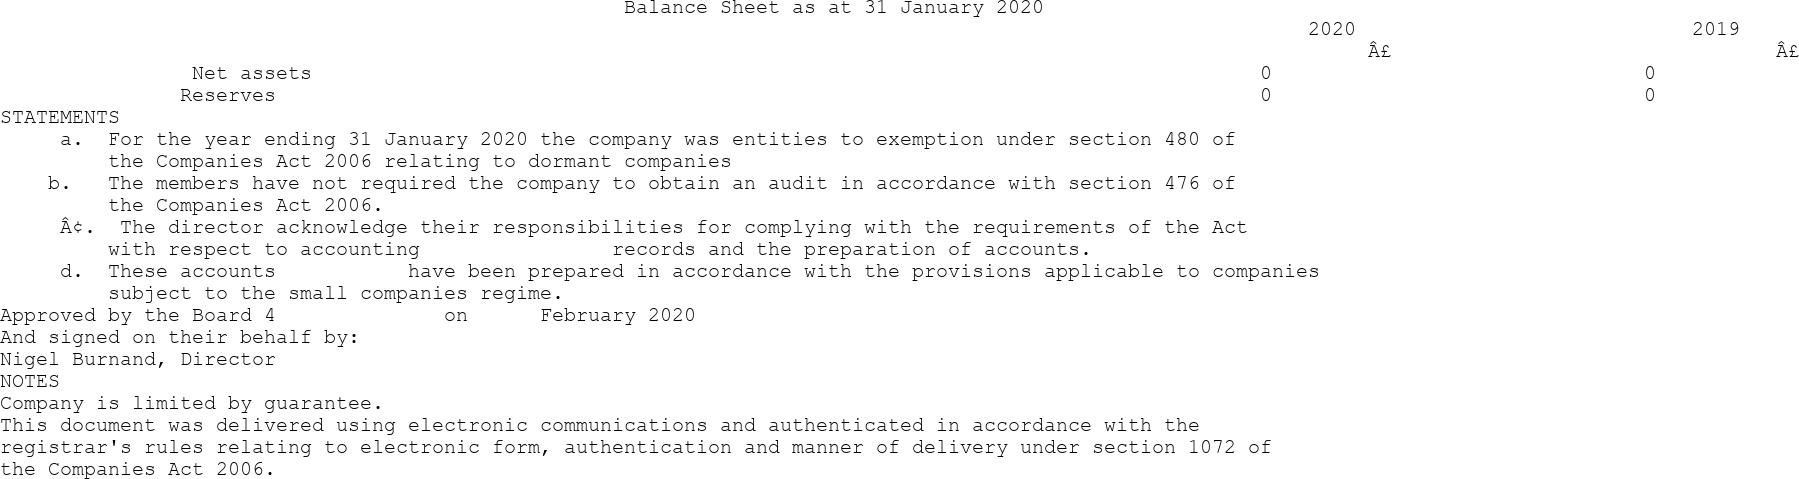 Balance Sheet as at 31 January 2020
2020 2019
Â£ Â£
Net assets 0 0
Reserves 0 0
STATEMENTS
a. For the year ending 31 January 2020 the company was entities to exemption under section 480 of
the Companies Act 2006 relating to dormant companies
b. The members have not required the company to obtain an audit in accordance with section 476 of
the Companies Act 2006.
Â¢. The director acknowledge their responsibilities for complying with the requirements of the Act
with respect to accounting records and the preparation of accounts.
d. These accounts have been prepared in accordance with the provisions applicable to companies
subject to the small companies regime.
Approved by the Board 4 on February 2020
And signed on their behalf by:
Nigel Burnand, Director
NOTES
Company is limited by guarantee.
This document was delivered using electronic communications and authenticated in accordance with the
registrar's rules relating to electronic form, authentication and manner of delivery under section 1072 of
the Companies Act 2006.